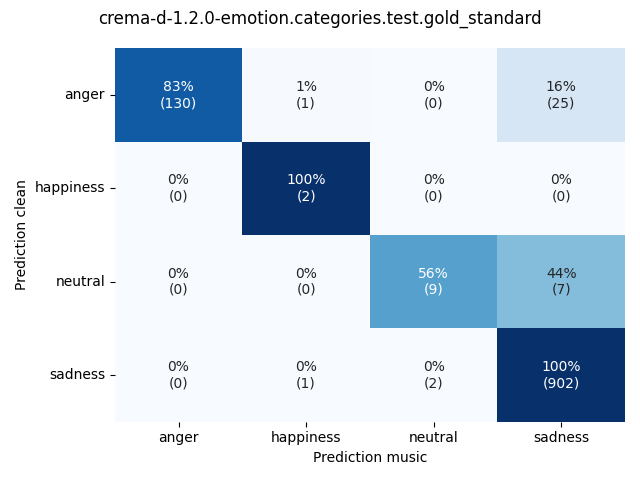 crema-d-1.2.0-emotion.categories.test.gold_standard
Prediction clean
anger
83% 1% 0% 16%
(130) (1) (0) (25)
happiness
0% 100% 0% 0%
(0) (2) (0) (0)
neutral
0% 0% 56% 44%
(0) (0) (9) (7)
sadness
0% 0% 0% 100%
(0) (1) (2) (902)
anger happiness neutral sadness
Prediction music